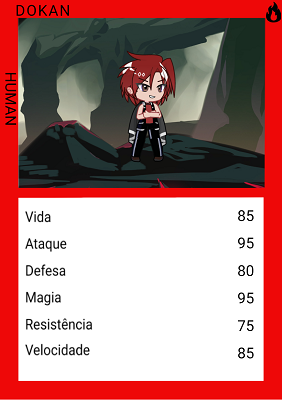 DOKAN
HUMAN
Vida 85
Ataque 95
Defesa 80
Magia 95
Resistência 75
Velocidade 85